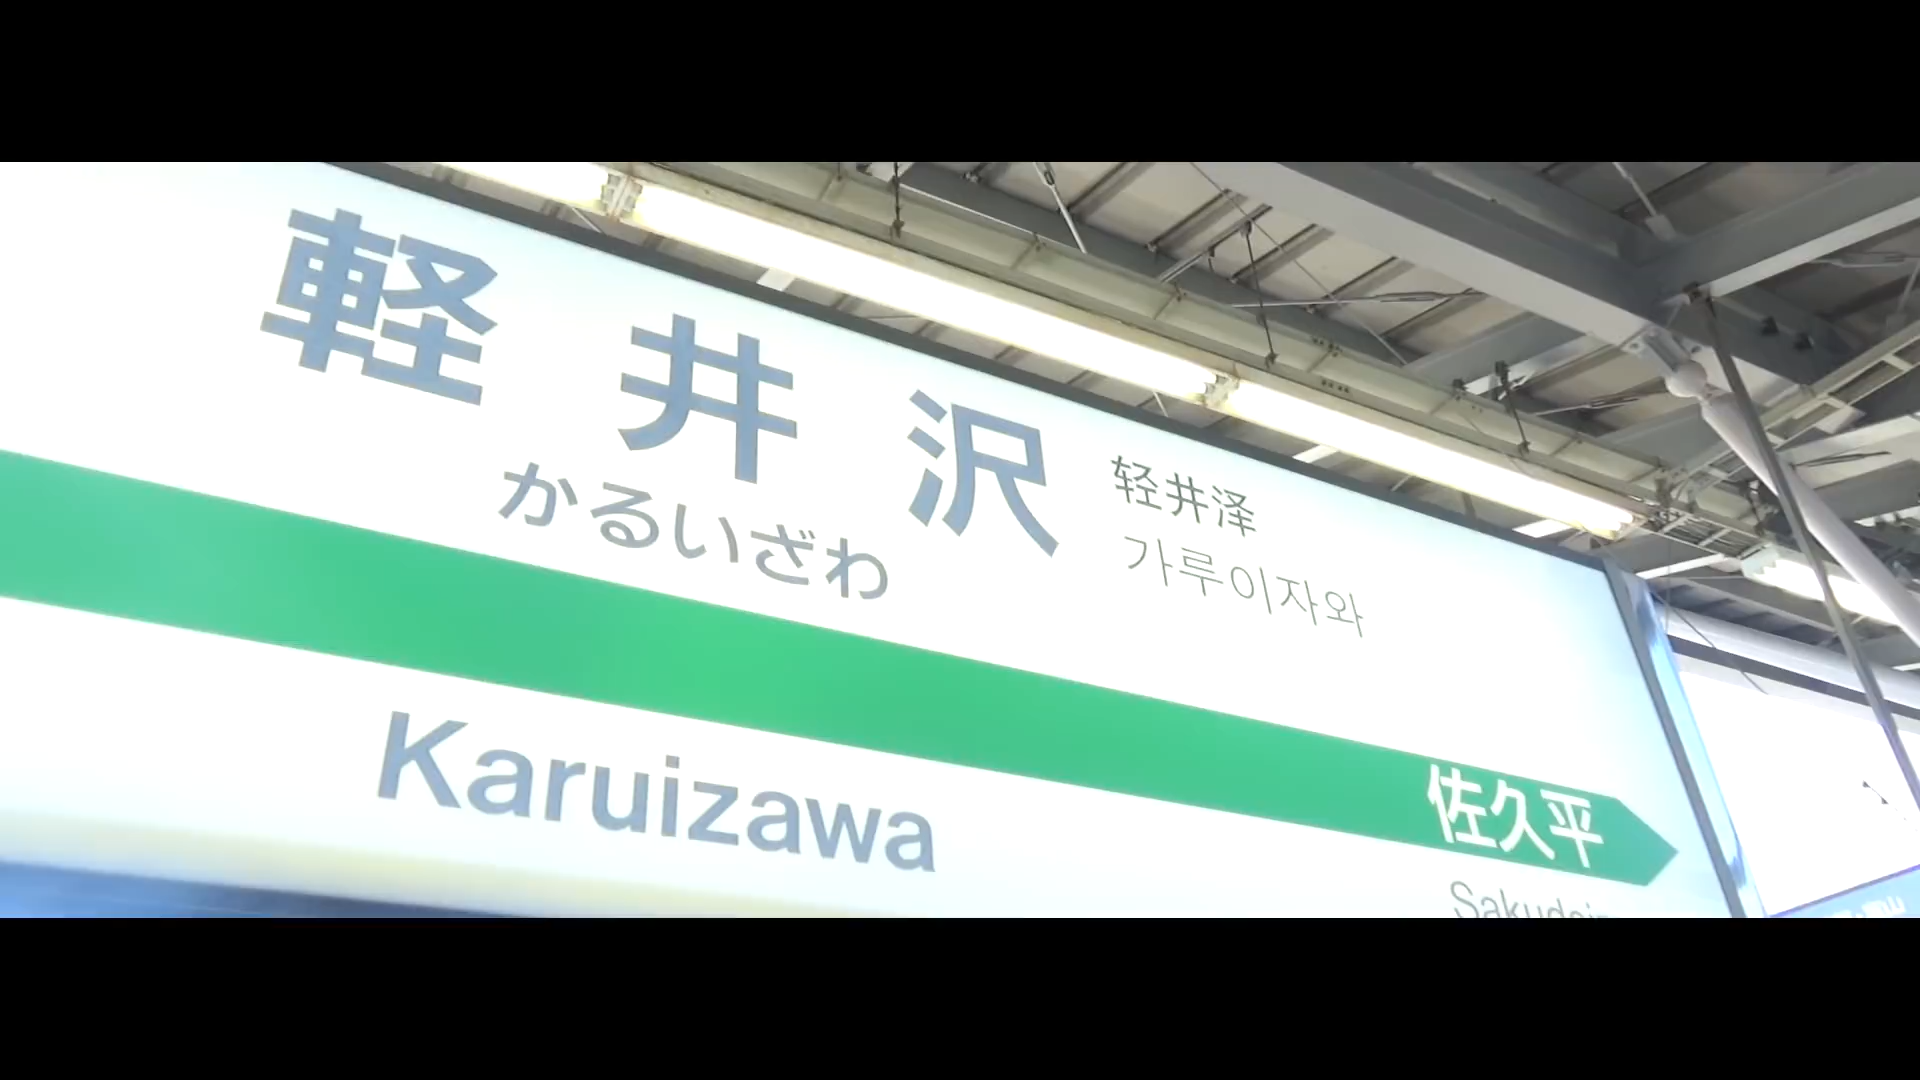 軽井沢
轻井泽
かるいざわ
가루이자와
佐久平
Karuizawa